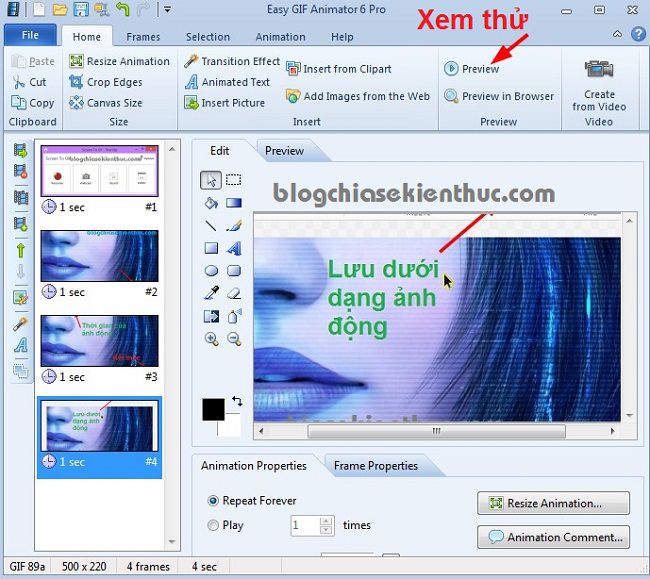 Easy GIF Animator 6 Pro
Xem thử
File Home Frames Selection Animation Help
Paste
Cut
Copy
Clipboard
Resize Animation
Crop Edges
Canvas Size
Size
Transition Effect
Animated Text
Insert Picture
Insert from Clipart
Add Images from the Web
Insert
Preview
Preview in Browser
Preview
Create
from Video
Video
blogchiasekienthuc.com
1 sec #1
blogchiasekienthuc.com
1 sec #2
Thời gian của
ảnh động
1 sec #3
Lưu dưới
dạng ảnh
động
1 sec #4
Edit Preview
blogchiasekienthuc.com
Lưu dưới
dạng ảnh
động
Animation Properties Frame Properties
Repeat Forever
Play 1 times
Resize Animation...
Animation Comment...
GIF 89a 500 x 220 4 frames 4 sec